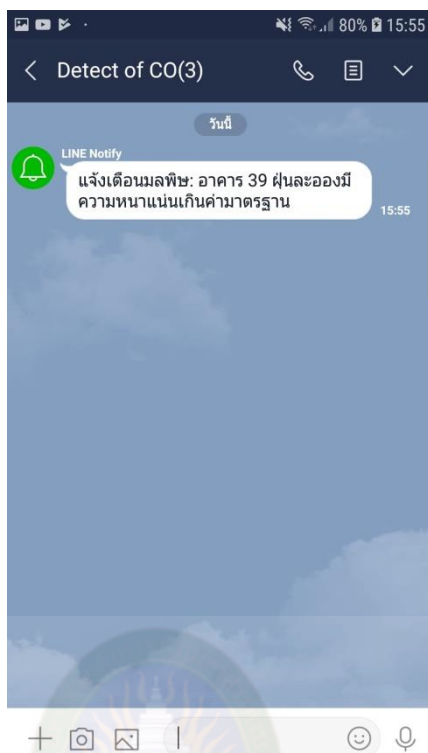 80% 15:55
Detect of CO(3)
วันนี้
LINE Notify
แจ้งเตือนมลพิษ: อาคาร 39 ฝุ่นละอองมี
ความหนาแน่นเกินค่ามาตรฐาน
15:55